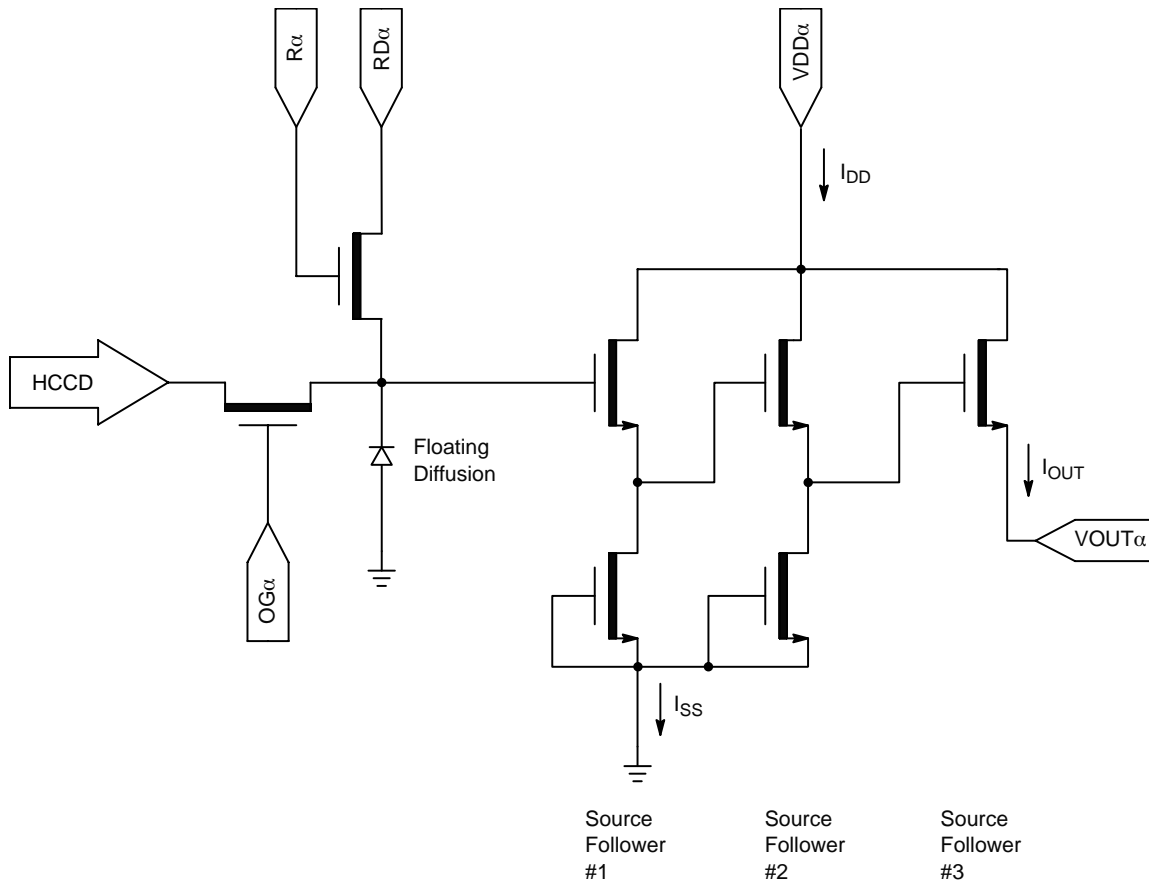 Rα
RDα
VDDα
IDD
HCCD
Floating
Diffusion
IOUT
VOUTα
OGα
ISS
Source
Follower
#1
Source
Follower
#2
Source
Follower
#3